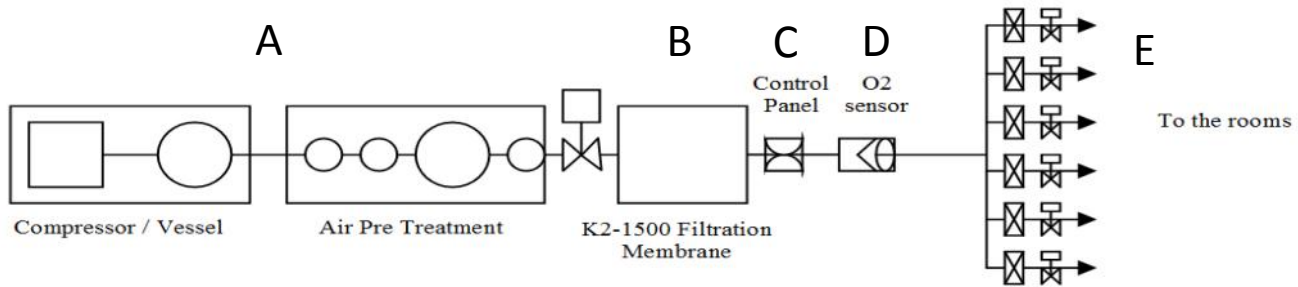 A
B
C
D
E
Control
Panel
O2
sensor
To the rooms
Compressor / Vessel
Air Pre Treatment
K2-1500 Filtration
Membrane